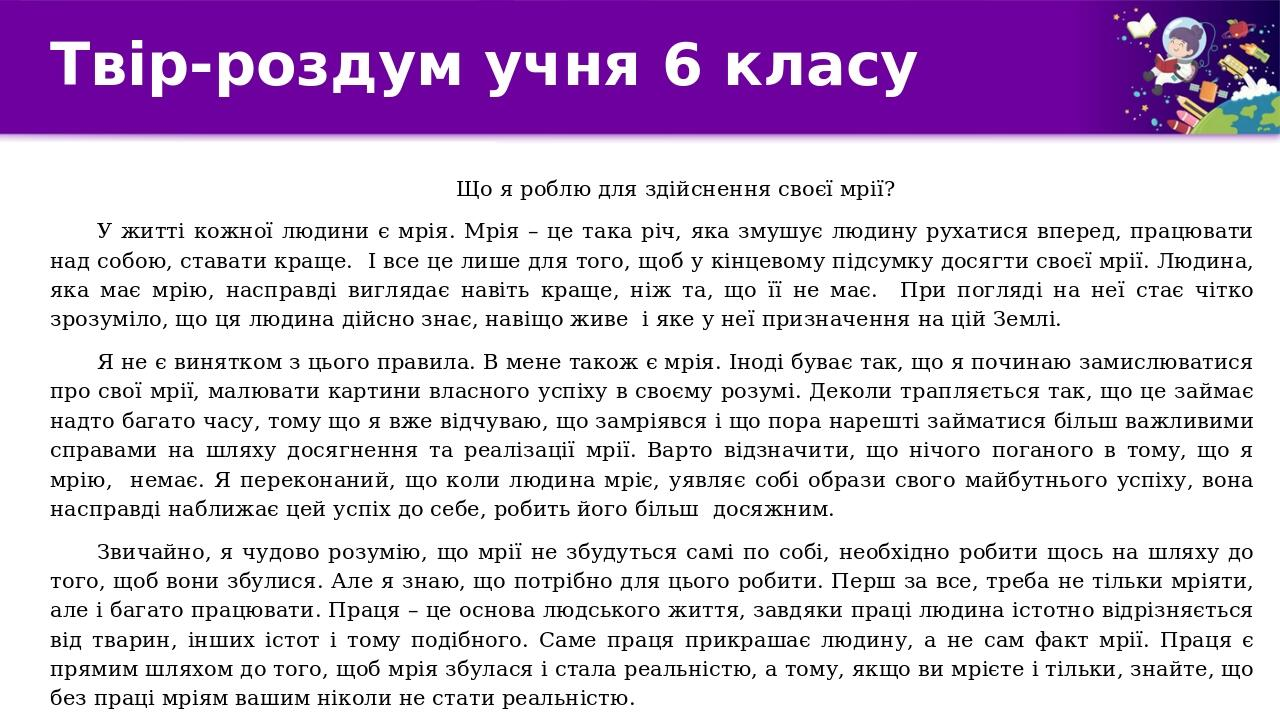 Твір-роздум учня 6 класу
Що я роблю для здійснення своєї мрії?
У житті кожної людини є мрія. Мрія – це така річ, яка змушує людину рухатися вперед, працювати
над собою, ставати краще.  І все це лише для того, щоб у кінцевому підсумку досягти своєї мрії. Людина,
яка має мрію, насправді виглядає навіть краще, ніж та, що її не має.  При погляді на неї стає чітко
зрозуміло, що ця людина дійсно знає, навіщо живе  і яке у неї призначення на цій Землі.
Я не є винятком з цього правила. В мене також є мрія. Іноді буває так, що я починаю замислюватися
про свої мрії, малювати картини власного успіху в своєму розумі. Деколи трапляється так, що це займає
надто багато часу, тому що я вже відчуваю, що замріявся і що пора нарешті займатися більш важливими
справами на шляху досягнення та реалізації мрії. Варто відзначити, що нічого поганого в тому, що я
мрію,  немає. Я переконаний, що коли людина мріє, уявляє собі образи свого майбутнього успіху, вона
насправді наближає цей успіх до себе, робить його більш  досяжним.
Звичайно, я чудово розумію, що мрії не збудуться самі по собі, необхідно робити щось на шляху до
того, щоб вони збулися. Але я знаю, що потрібно для цього робити. Перш за все, треба не тільки мріяти,
але і багато працювати. Праця – це основа людського життя, завдяки праці людина істотно відрізняється
від тварин, інших істот і тому подібного. Саме праця прикрашає людину, а не сам факт мрії. Праця є
прямим шляхом до того, щоб мрія збулася і стала реальністю, а тому, якщо ви мрієте і тільки, знайте, що
без праці мріям вашим ніколи не стати реальністю.